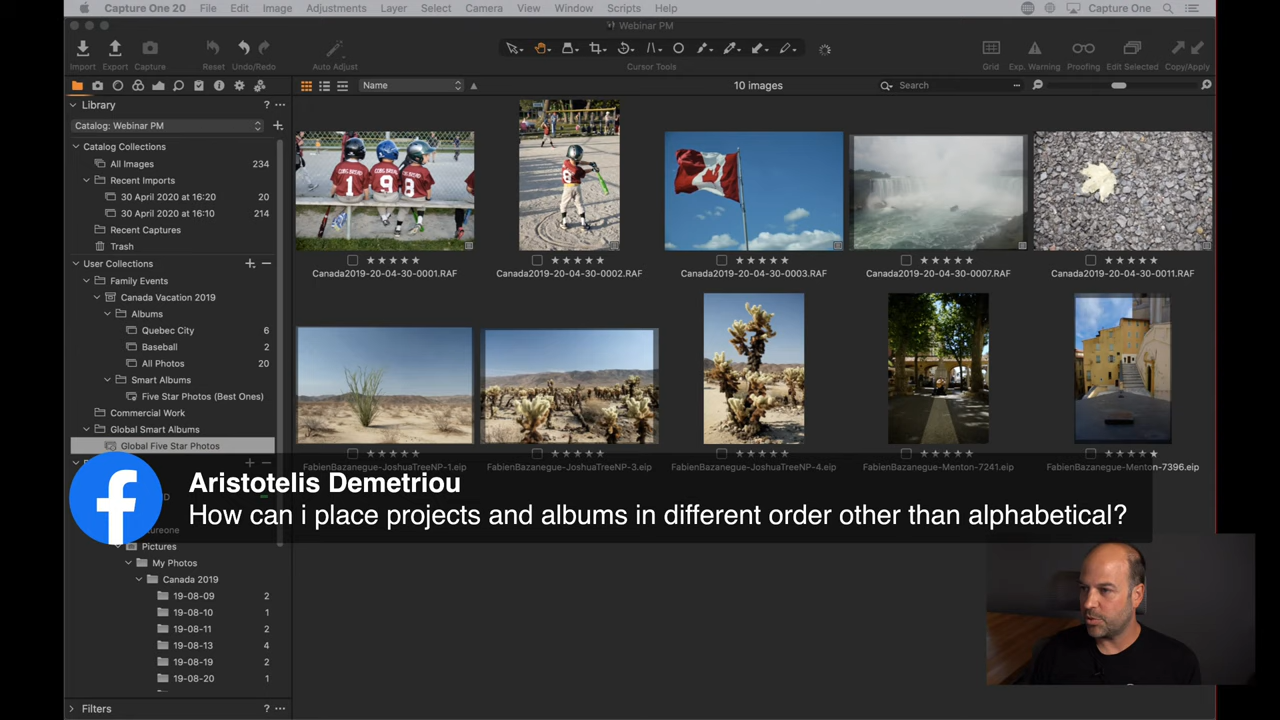 Capture One 20 File Edit Image Adjustments Layer Select Camera View Window Scripts Help Capture One
Webinar PM
Import Export Capture Reset Undo/Redo Auto Adjust Cursor Tools Grid Exp. Warning Proofing Edit Selected Copy/Apply
Library ? ...
Name
10 images
Search
Catalog: Webinar PM
Catalog Collections
All Images 234
Recent Imports
30 April 2020 at 16:20 20
30 April 2020 at 16:10 214
Recent Captures
Trash
User Collections
Family Events
Canada Vacation 2019
Albums
Quebec City 6
Baseball 2
All Photos 20
Smart Albums
Five Star Photos (Best Ones)
Commercial Work
Global Smart Albums
Global Five Star Photos
Pictures
My Photos
Canada 2019
19-08-09 2
19-08-10 1
19-08-11 2
19-08-13 4
19-08-19 2
19-08-20 1
Filters ? ...
1 9 8
Canada2019-20-04-30-0001.RAF
Canada2019-20-04-30-0002.RAF
Canada2019-20-04-30-0003.RAF
Canada2019-20-04-30-0007.RAF
Canada2019-20-04-30-0011.RAF
FabienBazanegue-JoshuaTreeNP-1.eip
FabienBazanegue-JoshuaTreeNP-3.eip
FabienBazanegue-JoshuaTreeNP-4.eip
FabienBazanegue-Menton-7241.eip
FabienBazanegue-Menton-7396.eip
f
Aristotelis Demetriou
How can i place projects and albums in different order other than alphabetical?